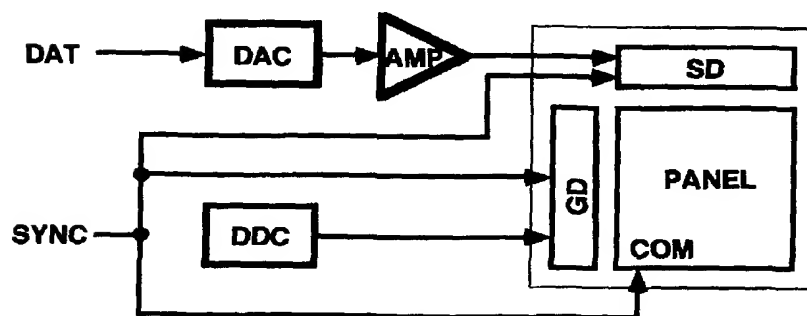 DAT
DAC
AMP
SD
GD
PANEL
SYNC
DDC
COM